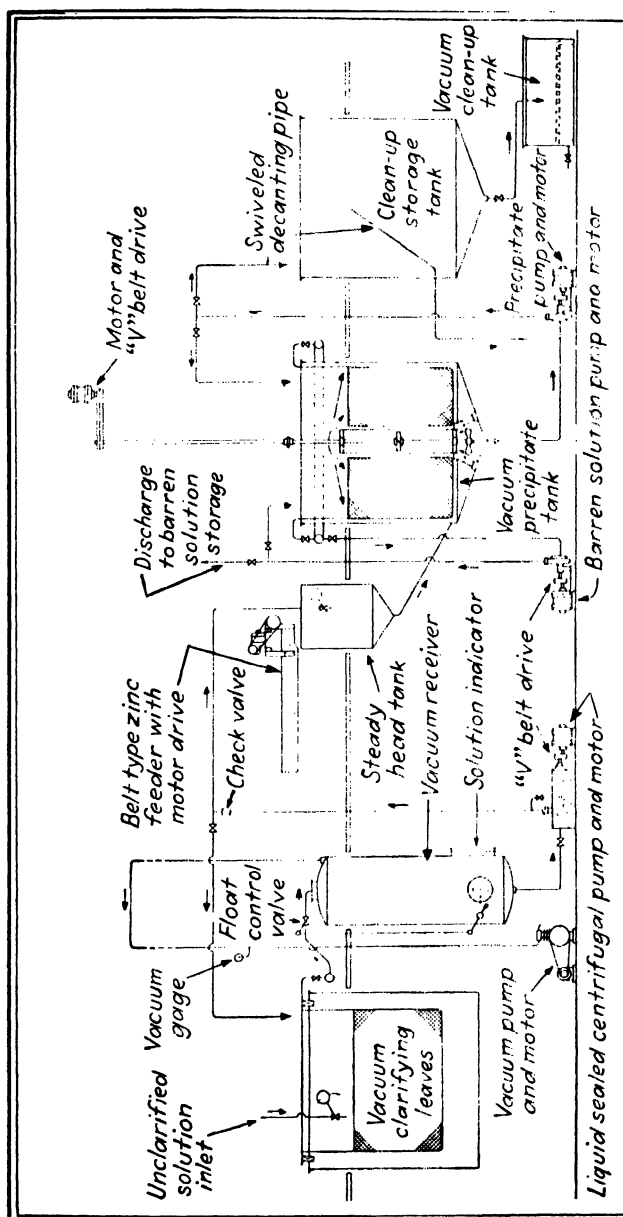 Unclarified
solution
inlet
Vacuum
gage
Float
control
valve
Belt type zinc
feeder with
motor drive
Check valve
Discharge
to barren
solution
storage
Motor and
"V" belt drive
Swiveled
decanting pipe
Clean-up
storage
tank
Vacuum
clean-up
tank
Vacuum
clarifying
leaves
Steady
head tank
Vacuum receiver
Solution indicator
Vacuum
precipitate
tank
Precipitate
pump and motor
Vacuum pump
and motor
"V" belt drive
Liquid sealed centrifugal pump and motor
Barren solution pump and motor